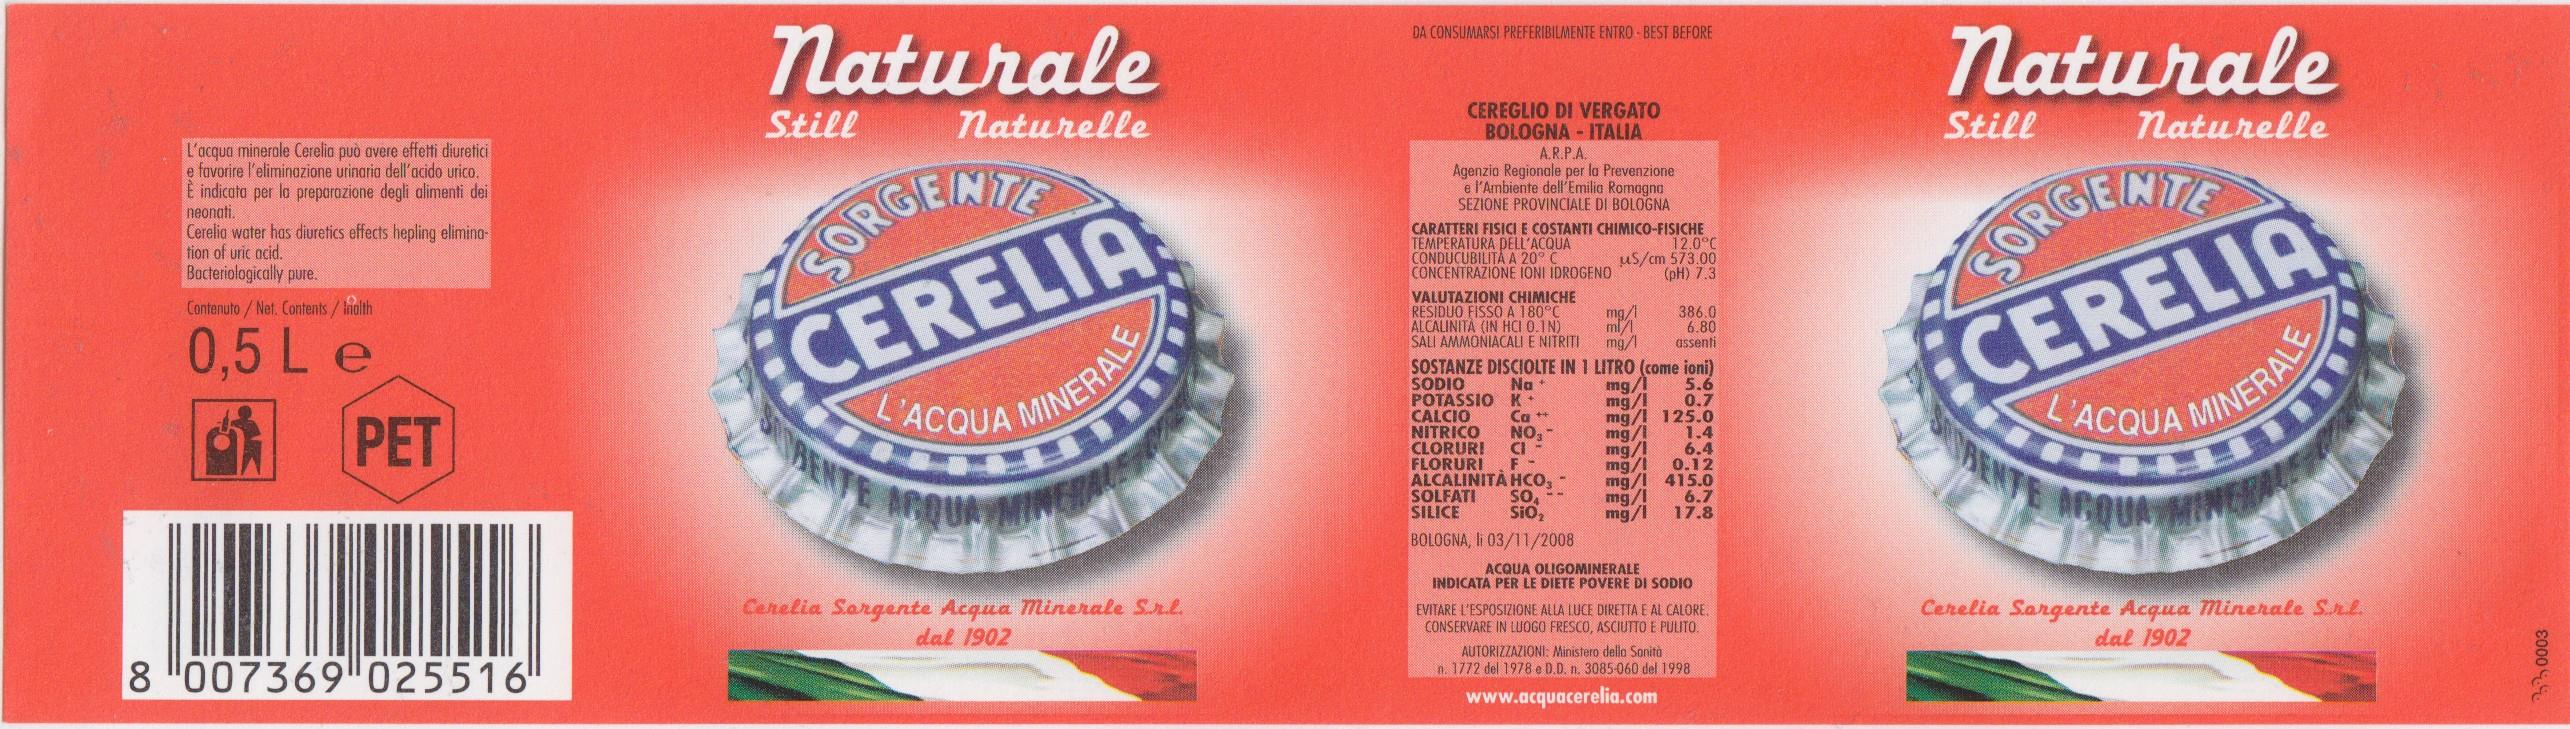 L'acqua minerale Cerelia può avere effetti diuretici
e favorire l'eliminazione urinaria dell'acido urico.
È indicata per la preparazione degli alimenti dei
neonati.
Cerelia water has diuretics effects hepling elimina-
tion of uric acid.
Bacteriologically pure.
Contenuto / Net. Contents / Inalth
0,5 L e
PET
8 007369 025516
Naturale
Still Naturelle
SORGENTE
CERELIA
L'ACQUA MINERALE
SORGENTE ACQUA MINERALE
Cerelia Sorgente Acqua Minerale S.r.l.
dal 1902
DA CONSUMARSI PREFERIBILMENTE ENTRO - BEST BEFORE
CEREGLIO DI VERGATO
BOLOGNA - ITALIA
A.R.P.A.
Agenzia Regionale per la Prevenzione
e l'Ambiente dell'Emilia Romagna
SEZIONE PROVINCIALE DI BOLOGNA
CARATTERI FISICI E COSTANTI CHIMICO-FISICHE
TEMPERATURA DELL'ACQUA 12.0°C
CONDUCUBILITÀ A 20° C µS/cm 573.00
CONCENTRAZIONE IONI IDROGENO (pH) 7.3
VALUTAZIONI CHIMICHE
RESIDUO FISSO A 180°C mg/l 386.0
ALCALINITÀ (IN HCl 0.1N) ml/l 6.80
SALI AMMONIACALI E NITRITI mg/l assenti
SOSTANZE DISCIOLTE IN 1 LITRO (come ioni)
SODIO Na + mg/l 5.6
POTASSIO K + mg/l 0.7
CALCIO Ca ++ mg/l 125.0
NITRICO NO3 - mg/l 1.4
CLORURI Cl - mg/l 6.4
FLORURI F - mg/l 0.12
ALCALINITÀ HCO3 - mg/l 415.0
SOLFATI SO4 -- mg/l 6.7
SILICE SiO2 mg/l 17.8
BOLOGNA, li 03/11/2008
ACQUA OLIGOMINERALE
INDICATA PER LE DIETE POVERE DI SODIO
EVITARE L'ESPOSIZIONE ALLA LUCE DIRETTA E AL CALORE.
CONSERVARE IN LUOGO FRESCO, ASCIUTTO E PULITO.
AUTORIZZAZIONI: Ministero della Sanità
n. 1772 del 1978 e D.D. n. 3085-060 del 1998
www.acquacerelia.com
Naturale
Still Naturelle
SORGENTE
CERELIA
L'ACQUA MINERALE
SORGENTE ACQUA MINERALE
Cerelia Sorgente Acqua Minerale S.r.l.
dal 1902
0003